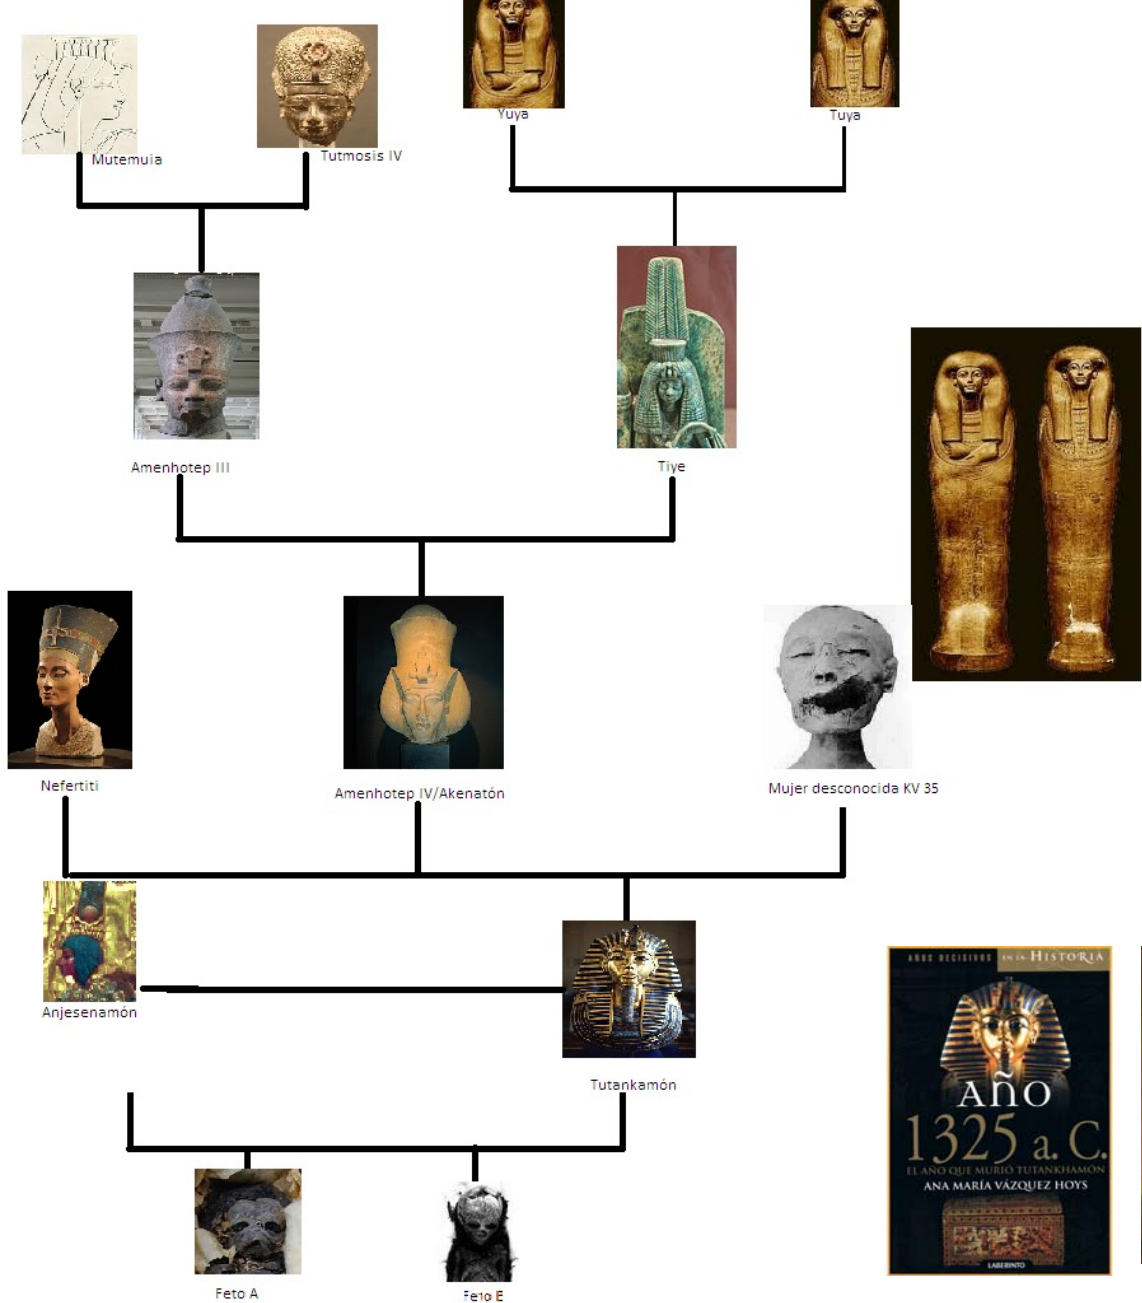 Mutemuia
Tutmosis IV
Yuya
Tuya
Amenhotep III
Tiye
Nefertiti
Amenhotep IV/Akenatón
Mujer desconocida KV 35
Anjesenamón
Tutankamón
Feto A
Feto E
AÑOS DECISIVOS EN LA HISTORIA
AÑO
1325 a. C.
EL AÑO QUE MURIÓ TUTANKHAMÓN
ANA MARÍA VÁZQUEZ HOYS
LABERINTO